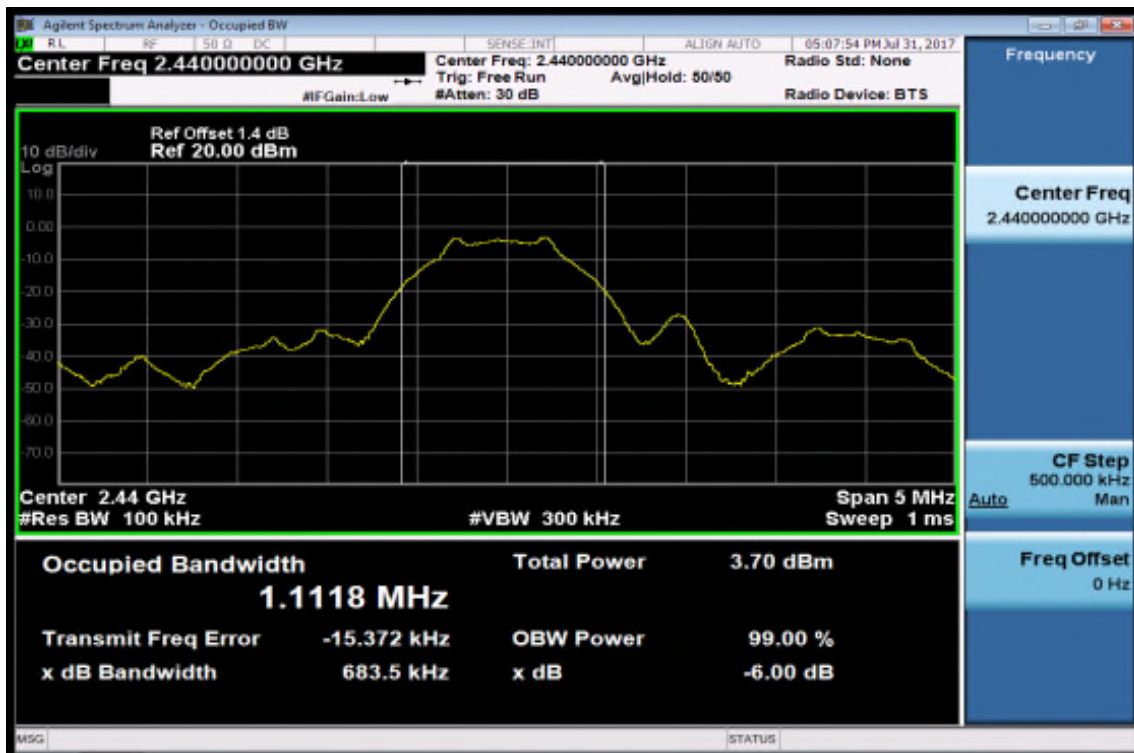 Agilent Spectrum Analyzer - Occupied BW
LXI RL RF 50 Ω DC SENSE:INT ALIGN AUTO 05:07:54 PM Jul 31, 2017
Center Freq 2.440000000 GHz
Center Freq: 2.440000000 GHz Radio Std: None
Trig: Free Run Avg|Hold: 50/50
#IFGain:Low #Atten: 30 dB Radio Device: BTS
Ref Offset 1.4 dB
10 dB/div Ref 20.00 dBm
Log
10.0
0.00
-10.0
-20.0
-30.0
-40.0
-50.0
-60.0
-70.0
Center 2.44 GHz Span 5 MHz
#Res BW 100 kHz #VBW 300 kHz Sweep 1 ms
Occupied Bandwidth Total Power 3.70 dBm
1.1118 MHz
Transmit Freq Error -15.372 kHz OBW Power 99.00 %
x dB Bandwidth 683.5 kHz x dB -6.00 dB
MSG STATUS
Frequency
Center Freq
2.440000000 GHz
CF Step
500.000 kHz
Auto Man
Freq Offset
0 Hz